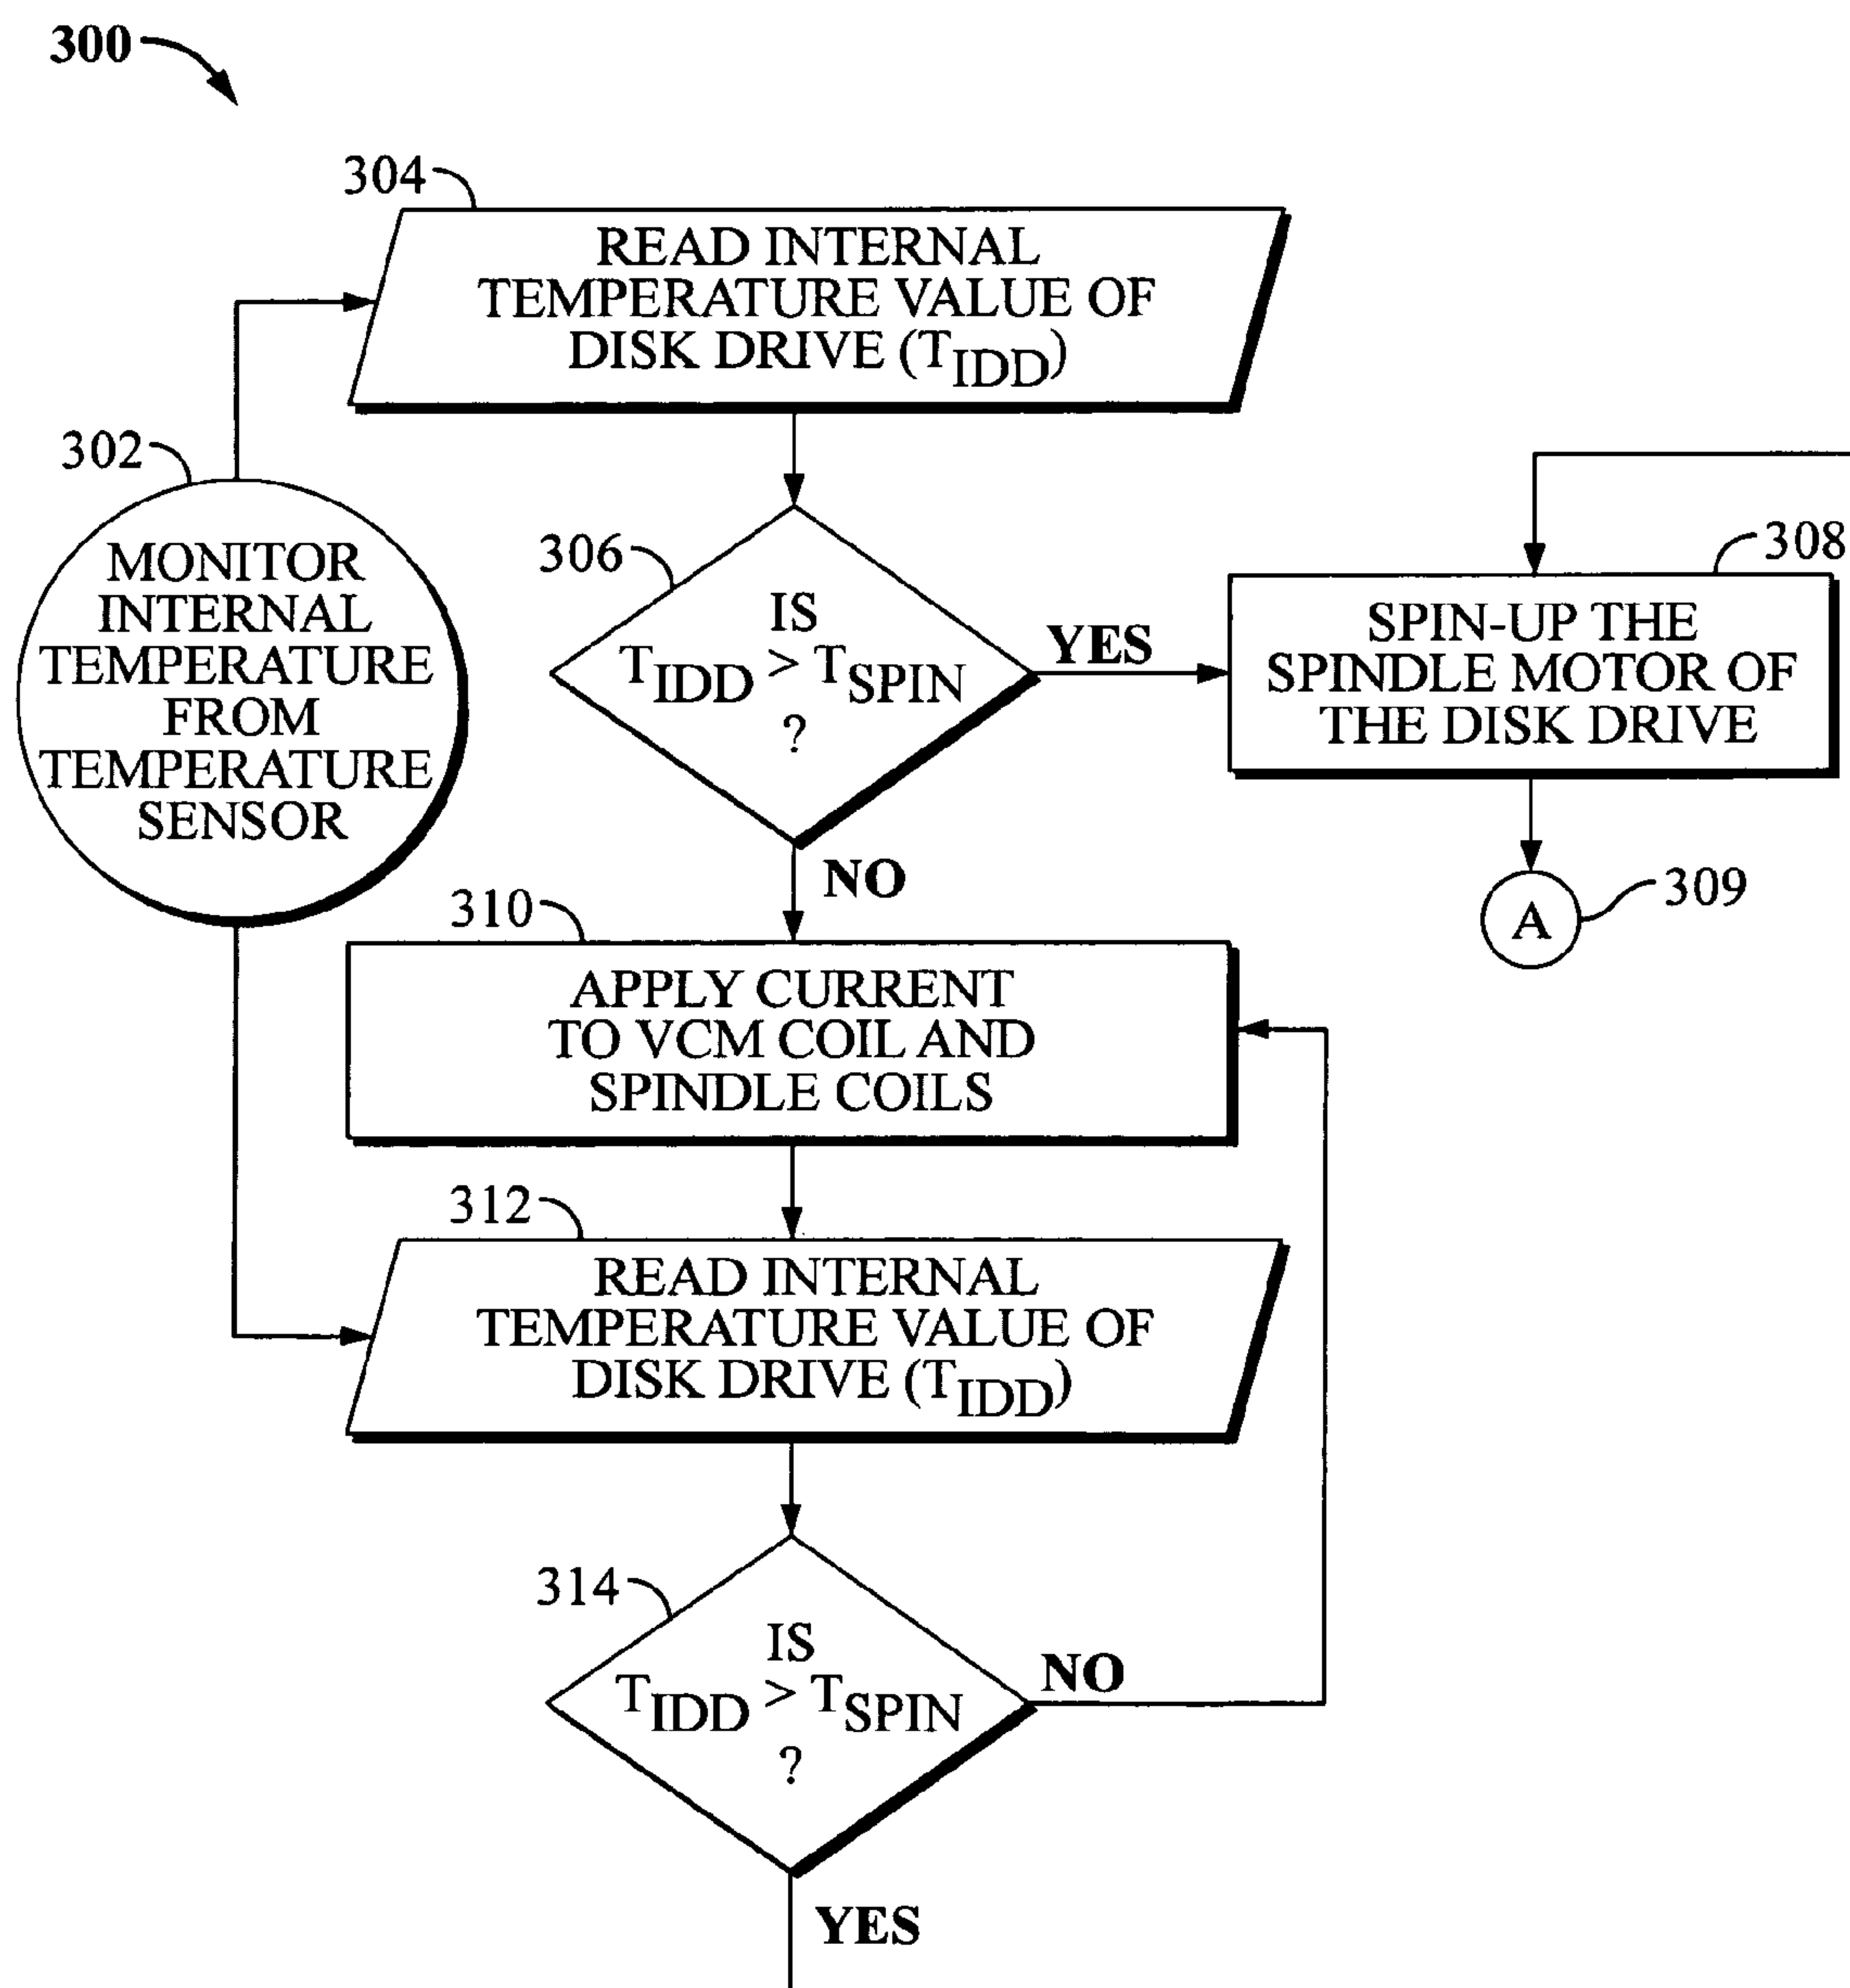 300
304
READ INTERNAL
TEMPERATURE VALUE OF
DISK DRIVE (TIDD)
302
MONITOR
INTERNAL
TEMPERATURE
FROM
TEMPERATURE
SENSOR
306
IS
TIDD > TSPIN
?
YES
308
SPIN-UP THE
SPINDLE MOTOR OF
THE DISK DRIVE
NO
A
309
310
APPLY CURRENT
TO VCM COIL AND
SPINDLE COILS
312
READ INTERNAL
TEMPERATURE VALUE OF
DISK DRIVE (TIDD)
314
IS
TIDD > TSPIN
?
NO
YES